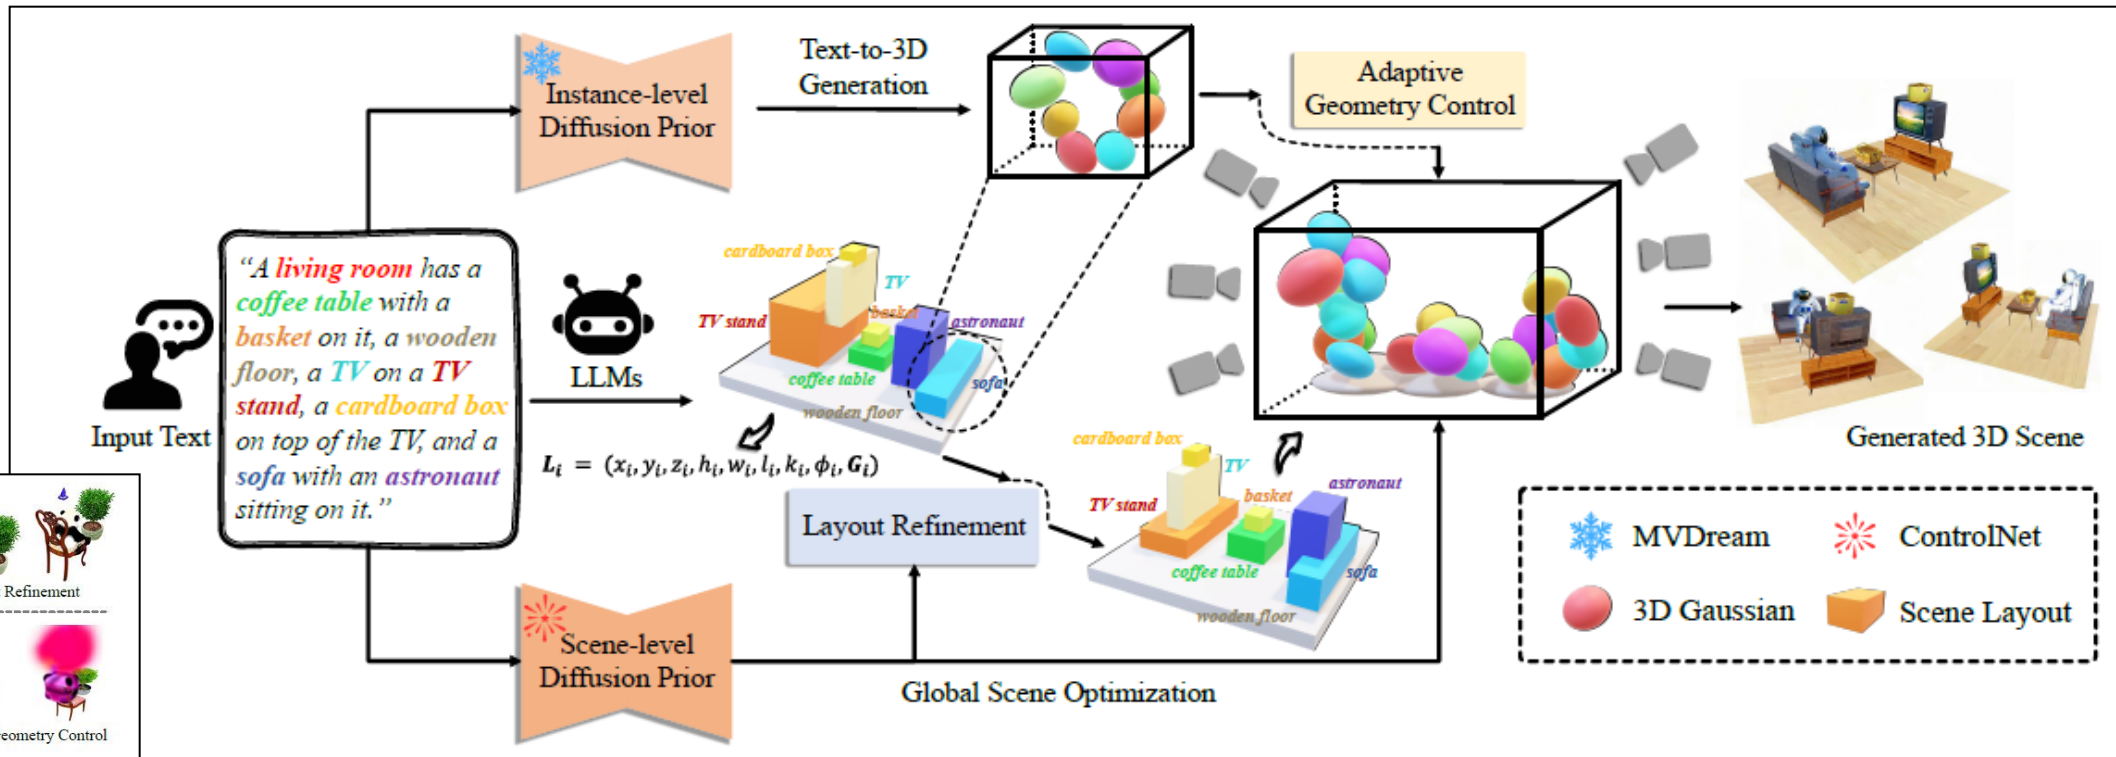 Instance-level
Diffusion Prior
Text-to-3D
Generation
Adaptive
Geometry Control
Input Text
“A living room has a
coffee table with a
basket on it, a wooden
floor, a TV on a TV
stand, a cardboard box
on top of the TV, and a
sofa with an astronaut
sitting on it.”
LLMs
cardboard box
TV
TV stand
basket
astronaut
coffee table
sofa
wooden floor
L_i = (x_i, y_i, z_i, h_i, w_i, l_i, k_i, ϕ_i, G_i)
Layout Refinement
cardboard box
TV
TV stand
basket
astronaut
coffee table
sofa
wooden floor
Scene-level
Diffusion Prior
Global Scene Optimization
Generated 3D Scene
MVDream
ControlNet
3D Gaussian
Scene Layout
Refinement
eometry Control